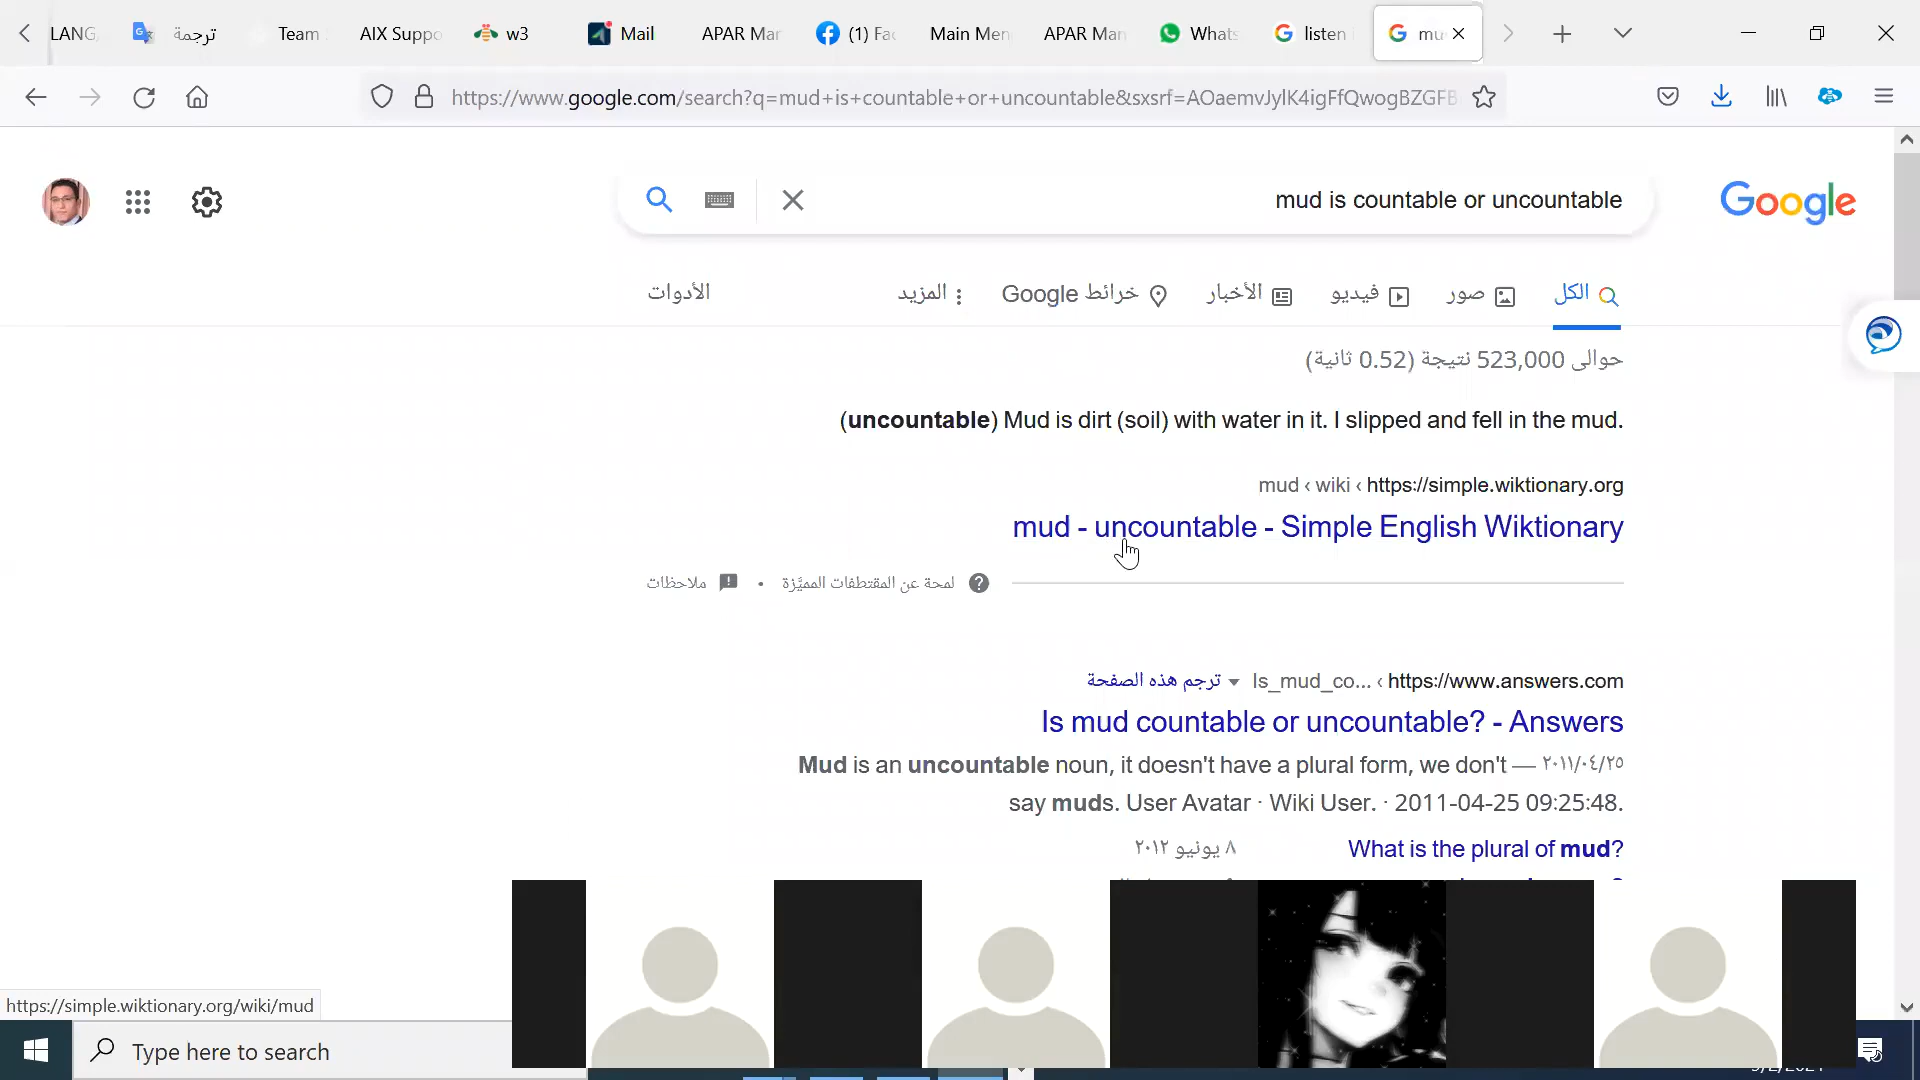 LANG
ترجمة
Team
AIX Suppo
w3
Mail
APAR Mar
(1) Fac
Main Men
APAR Man
Whats
listen
mu
https://www.google.com/search?q=mud+is+countable+or+uncountable&sxsrf=AOaemvJylK4igFfQwogBZGFB
mud is countable or uncountable
Google
الكل
صور
فيديو
الأخبار
خرائط Google
المزيد
الأدوات
حوالى 523,000 نتيجة (0.52 ثانية)
(uncountable) Mud is dirt (soil) with water in it. I slipped and fell in the mud.
https://simple.wiktionary.org › wiki › mud
mud - uncountable - Simple English Wiktionary
لمحة عن المقتطفات المميَّزة • ملاحظات
https://www.answers.com › Is_mud_co... ترجم هذه الصفحة
Is mud countable or uncountable? - Answers
٢٠١١/٠٤/٢٥ — Mud is an uncountable noun, it doesn't have a plural form, we don't
say muds. User Avatar · Wiki User. · 2011-04-25 09:25:48.
What is the plural of mud?
٨ يونيو ٢٠١٢
https://simple.wiktionary.org/wiki/mud
Type here to search